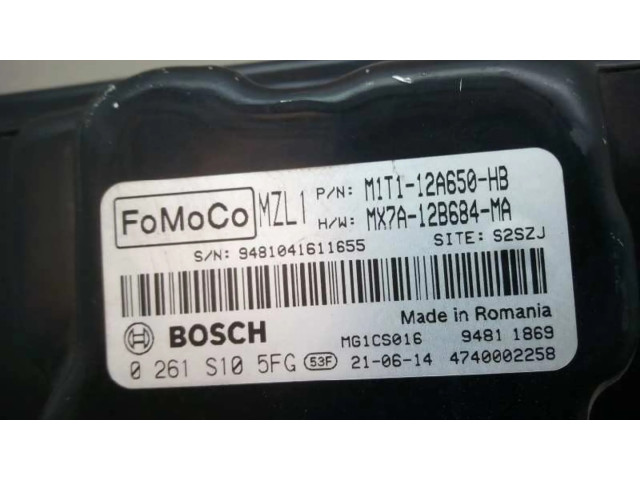 FoMoCo MZL1 P/N: M1T1-12A650-HB
H/W: MX7A-12B684-MA
S/N: 9481041611655 SITE: S2SZJ
BOSCH Made in Romania
MG1CS016 9481 1869
0 261 S10 5FG 53F 21-06-14 4740002258